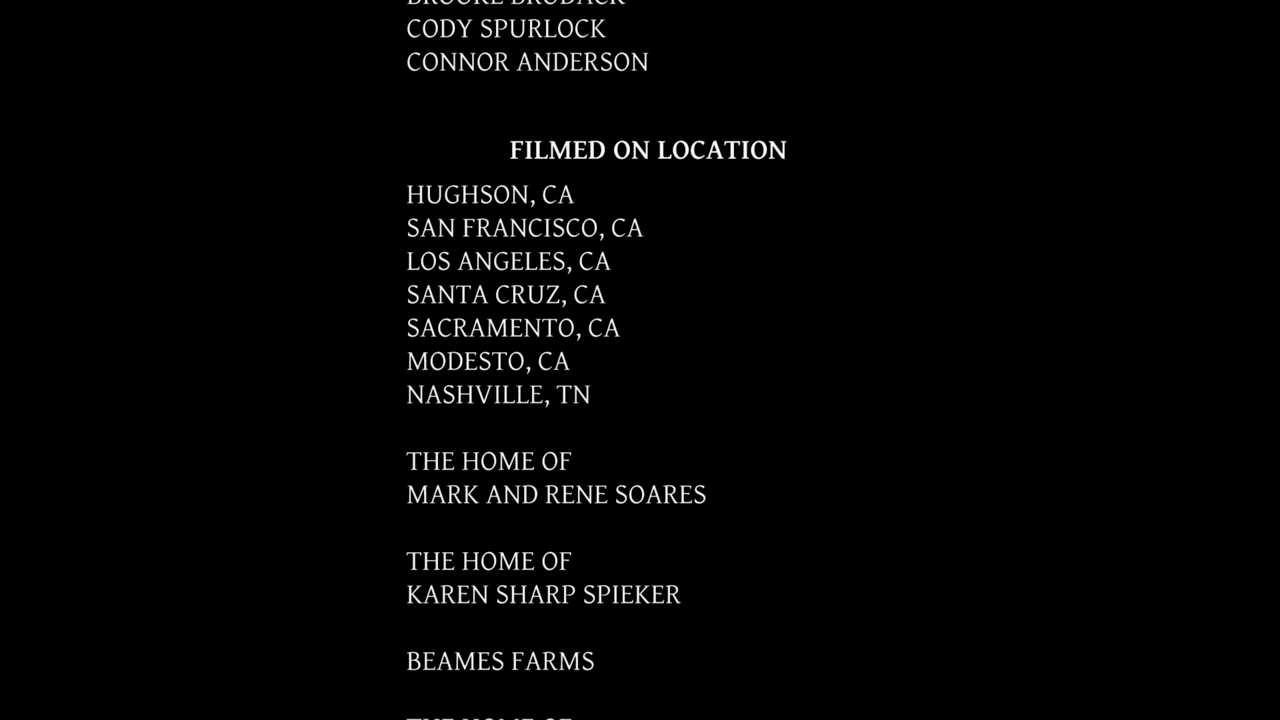 CODY SPURLOCK
CONNOR ANDERSON
FILMED ON LOCATION
HUGHSON, CA
SAN FRANCISCO, CA
LOS ANGELES, CA
SANTA CRUZ, CA
SACRAMENTO, CA
MODESTO, CA
NASHVILLE, TN
THE HOME OF
MARK AND RENE SOARES
THE HOME OF
KAREN SHARP SPIEKER
BEAMES FARMS